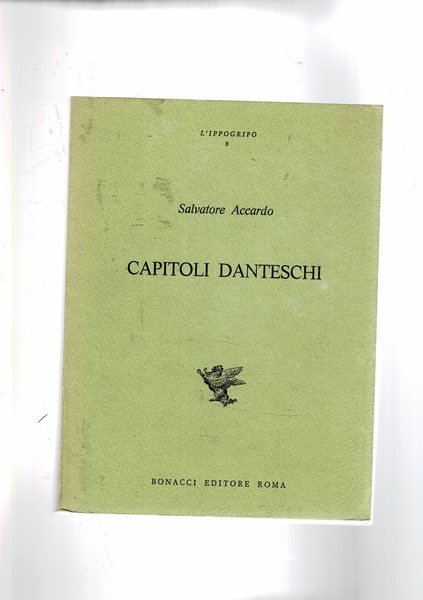 L'IPPOGRIFO
8
Salvatore Accardo
CAPITOLI DANTESCHI
BONACCI EDITORE ROMA